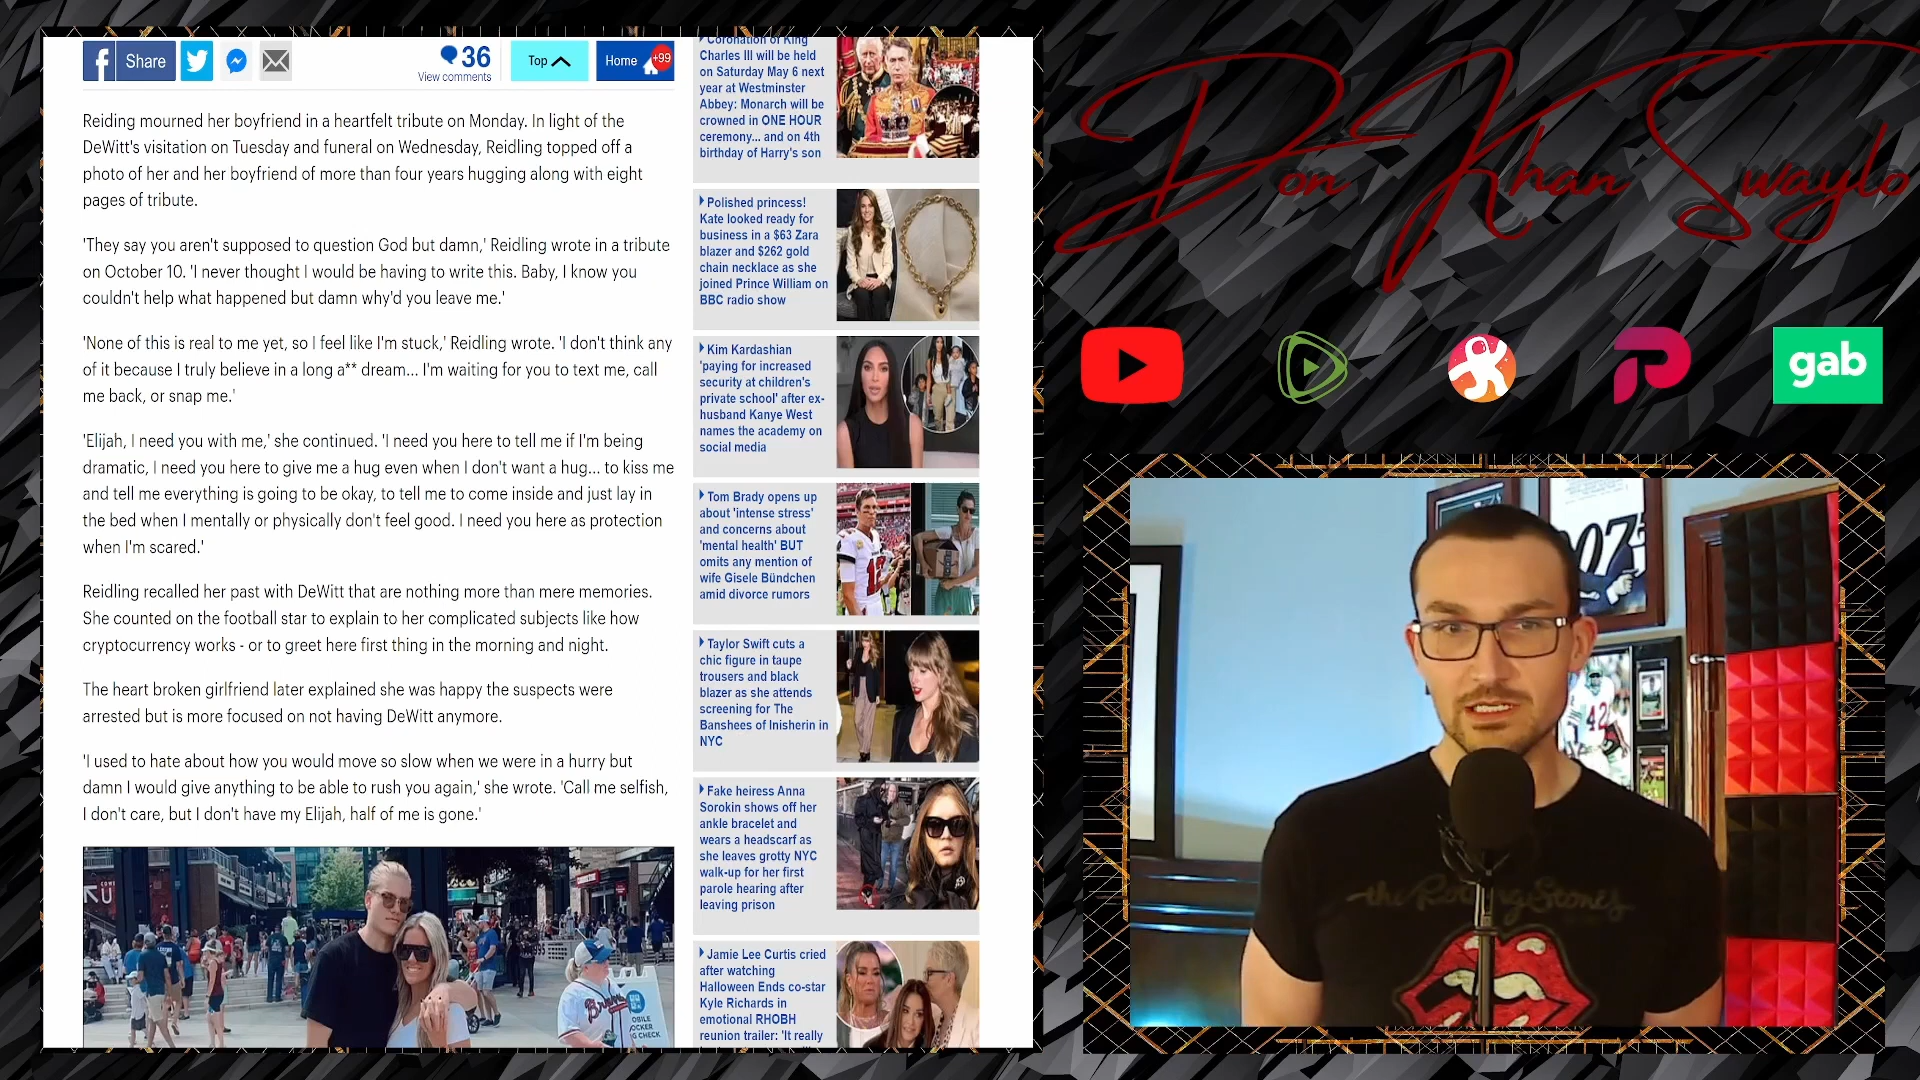 Share
36
View comments
Top
Home
+99
Reiding mourned her boyfriend in a heartfelt tribute on Monday. In light of the
DeWitt's visitation on Tuesday and funeral on Wednesday, Reidling topped off a
photo of her and her boyfriend of more than four years hugging along with eight
pages of tribute.
'They say you aren't supposed to question God but damn,' Reidling wrote in a tribute
on October 10. 'I never thought I would be having to write this. Baby, I know you
couldn't help what happened but damn why'd you leave me.'
'None of this is real to me yet, so I feel like I'm stuck,' Reidling wrote. 'I don't think any
of it because I truly believe in a long a** dream... I'm waiting for you to text me, call
me back, or snap me.'
'Elijah, I need you with me,' she continued. 'I need you here to tell me if I'm being
dramatic, I need you here to give me a hug even when I don't want a hug... to kiss me
and tell me everything is going to be okay, to tell me to come inside and just lay in
the bed when I mentally or physically don't feel good. I need you here as protection
when I'm scared.'
Reidling recalled her past with DeWitt that are nothing more than mere memories.
She counted on the football star to explain to her complicated subjects like how
cryptocurrency works - or to greet here first thing in the morning and night.
The heart broken girlfriend later explained she was happy the suspects were
arrested but is more focused on not having DeWitt anymore.
'I used to hate about how you would move so slow when we were in a hurry but
damn I would give anything to be able to rush you again,' she wrote. 'Call me selfish,
I don't care, but I don't have my Elijah, half of me is gone.'
Braves
Coronation of King
Charles III will be held
on Saturday May 6 next
year at Westminster
Abbey: Monarch will be
crowned in ONE HOUR
ceremony... and on 4th
birthday of Harry's son
Polished princess!
Kate looked ready for
business in a $63 Zara
blazer and $262 gold
chain necklace as she
joined Prince William on
BBC radio show
Kim Kardashian
'paying for increased
security at children's
private school' after ex-
husband Kanye West
names the academy on
social media
Tom Brady opens up
about 'intense stress'
and concerns about
'mental health' BUT
omits any mention of
wife Gisele Bündchen
amid divorce rumors
Taylor Swift cuts a
chic figure in taupe
trousers and black
blazer as she attends
screening for The
Banshees of Inisherin in
NYC
Fake heiress Anna
Sorokin shows off her
ankle bracelet and
wears a headscarf as
she leaves grotty NYC
walk-up for her first
parole hearing after
leaving prison
Jamie Lee Curtis cried
after watching
Halloween Ends co-star
Kyle Richards in
emotional RHOBH
reunion trailer: 'It really
Don Khan Swaylo
gab
007
42
the Rolling Stones